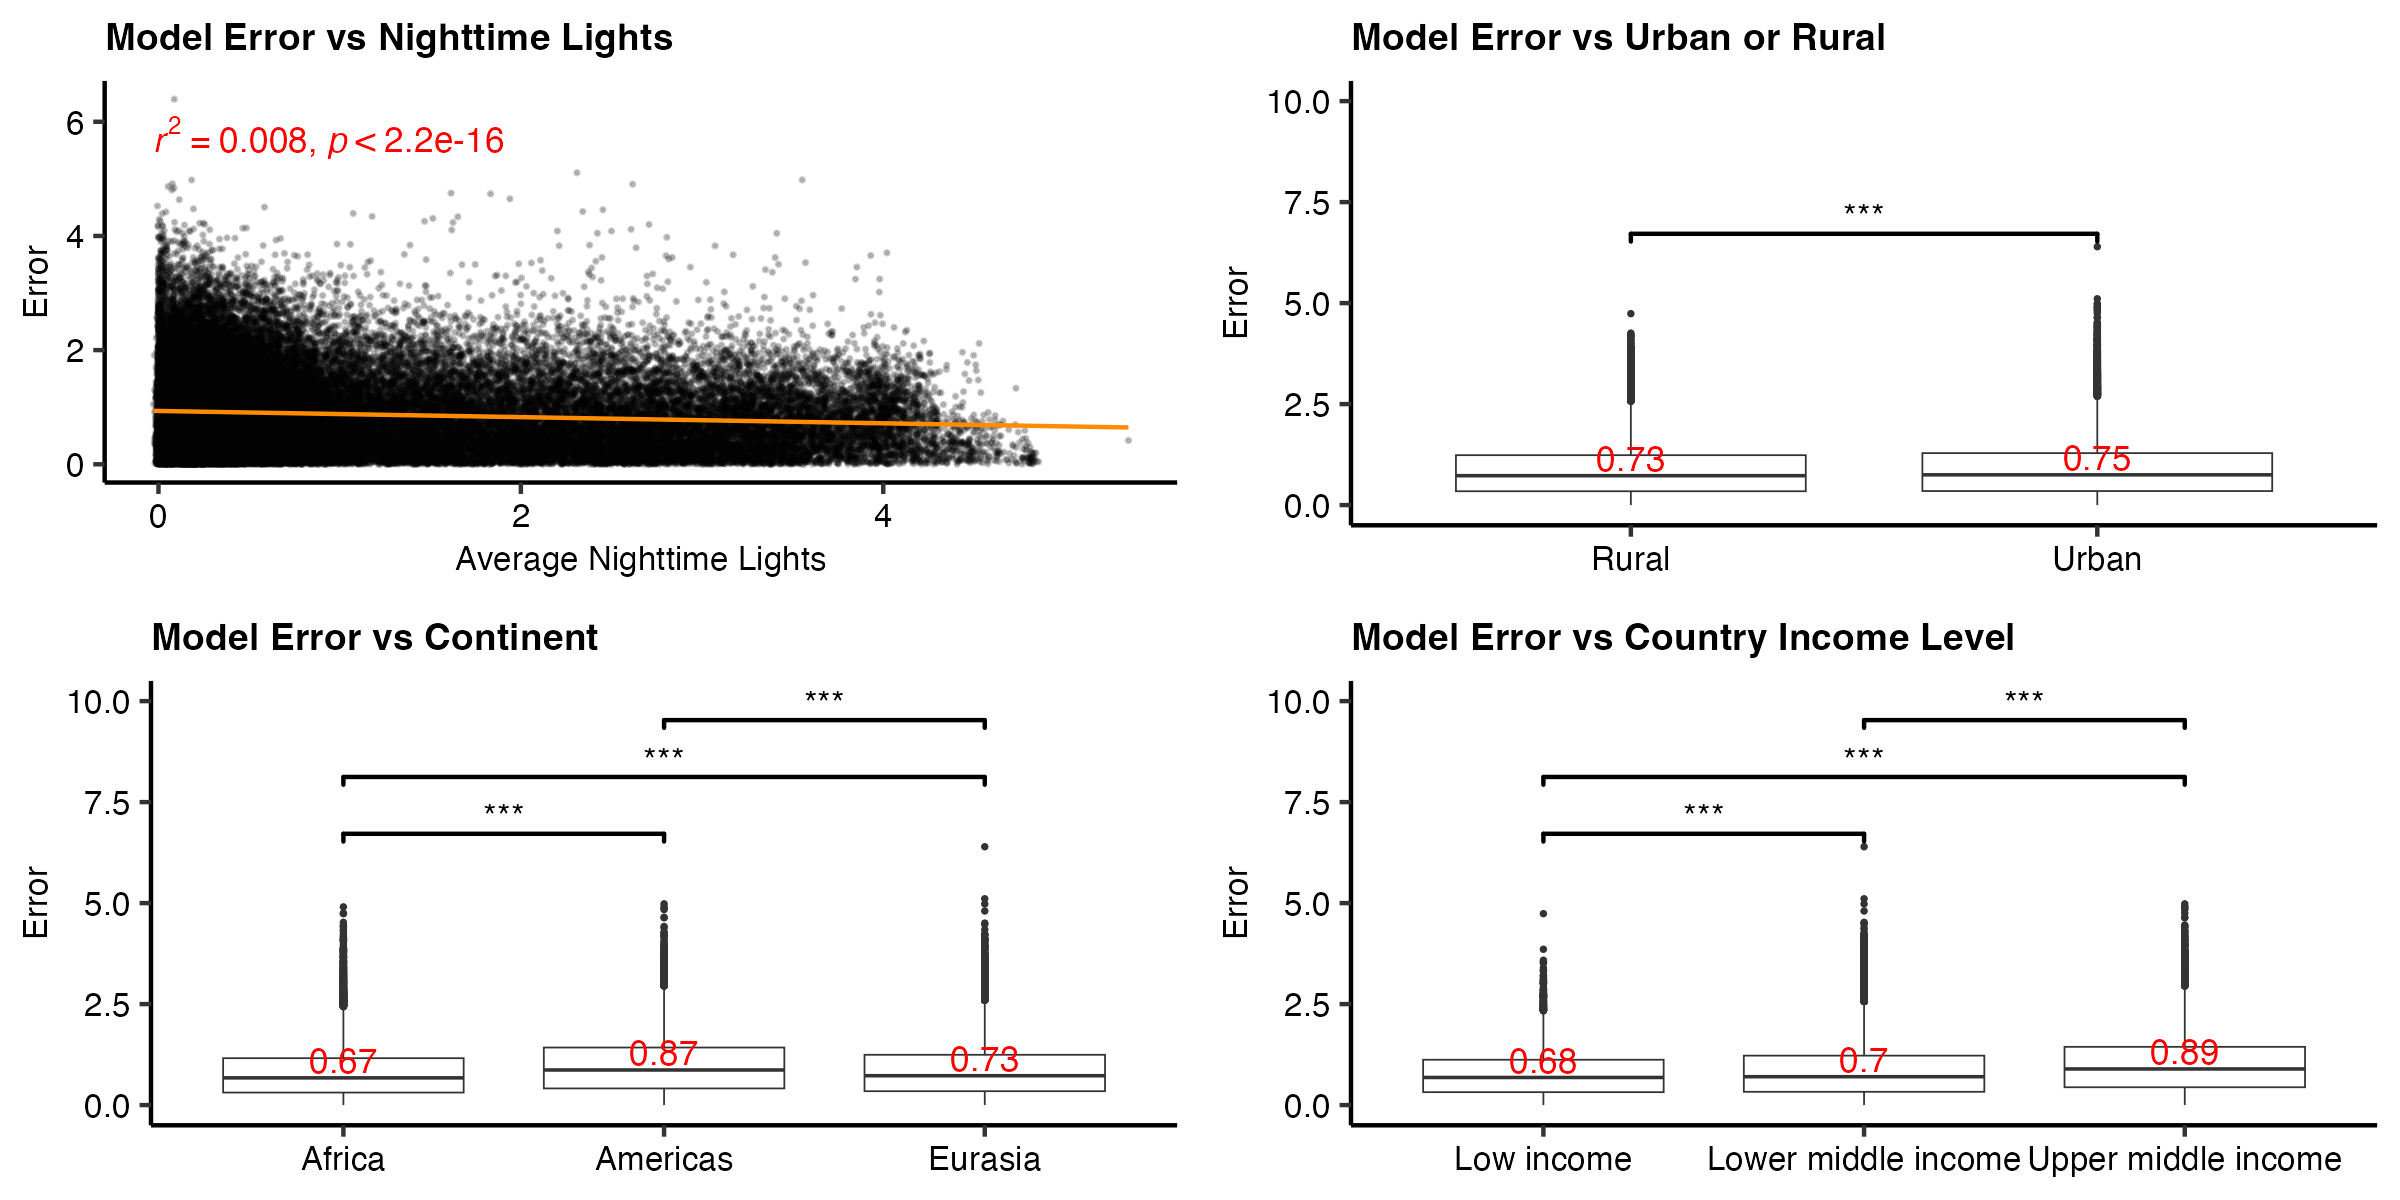 Model Error vs Nighttime Lights
r² = 0.008, p < 2.2e-16
6
4
2
0
Error
0 2 4
Average Nighttime Lights
Model Error vs Urban or Rural
10.0
7.5
5.0
2.5
0.0
Error
***
0.73 0.75
Rural Urban
Model Error vs Continent
10.0
7.5
5.0
2.5
0.0
Error
***
***
***
0.67 0.87 0.73
Africa Americas Eurasia
Model Error vs Country Income Level
10.0
7.5
5.0
2.5
0.0
Error
***
***
***
0.68 0.7 0.89
Low income Lower middle income Upper middle income